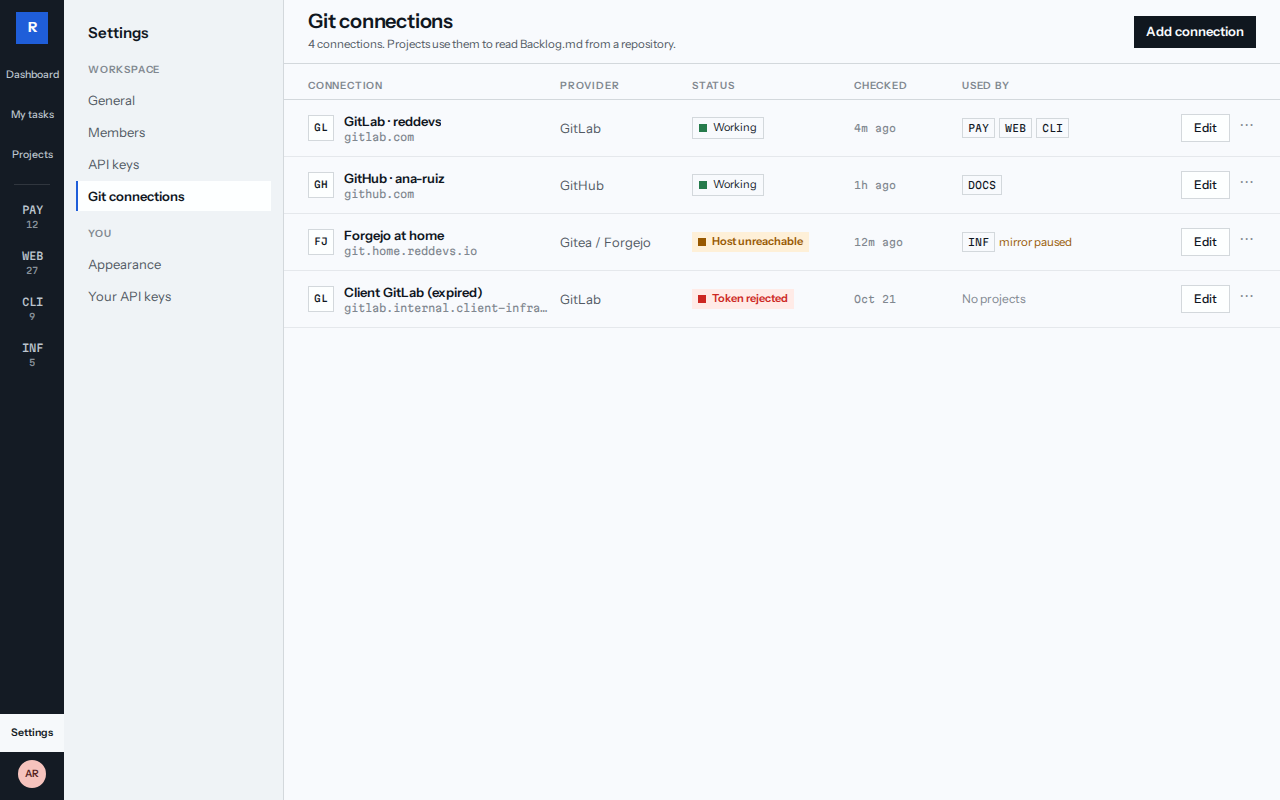 R
Dashboard
My tasks
Projects
PAY
12
WEB
27
CLI
9
INF
5
Settings
AR
Settings
WORKSPACE
General
Members
API keys
Git connections
YOU
Appearance
Your API keys
Git connections
4 connections. Projects use them to read Backlog.md from a repository.
Add connection
CONNECTION PROVIDER STATUS CHECKED USED BY
GL GitLab · reddevs
gitlab.com
GitLab Working 4m ago PAY WEB CLI Edit ···
GH GitHub · ana-ruiz
github.com
GitHub Working 1h ago DOCS Edit ···
FJ Forgejo at home
git.home.reddevs.io
Gitea / Forgejo Host unreachable 12m ago INF mirror paused Edit ···
GL Client GitLab (expired)
gitlab.internal.client-infra…
GitLab Token rejected Oct 21 No projects Edit ···